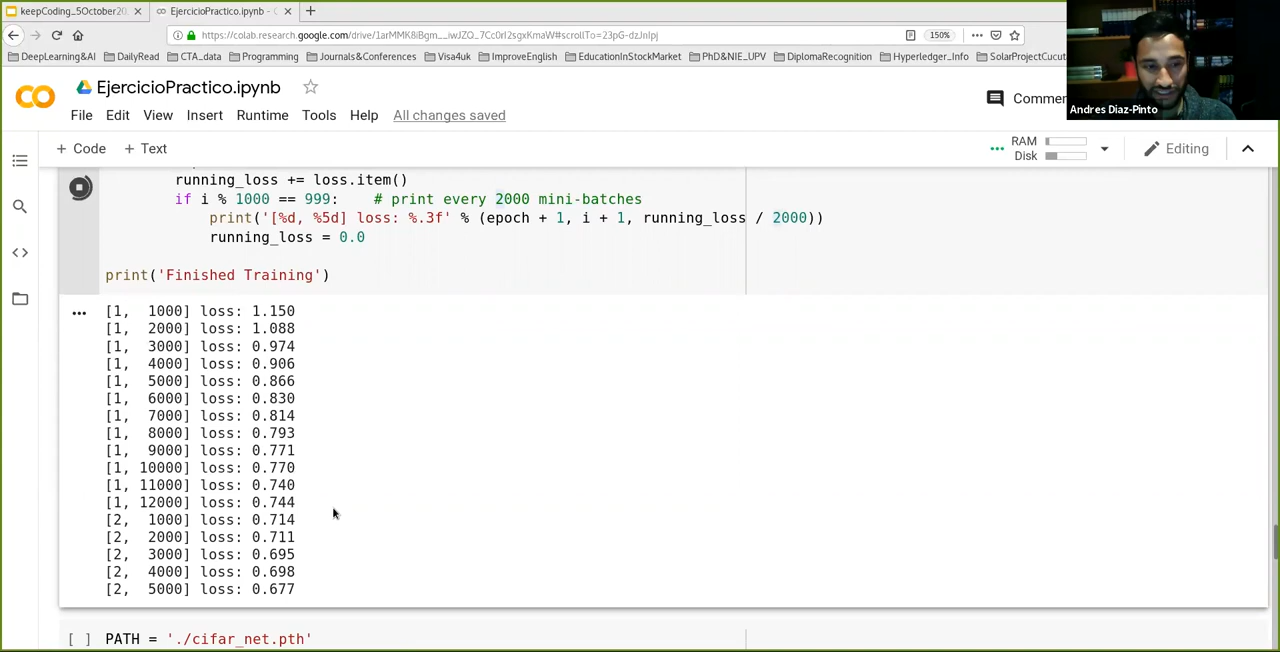 keepCoding_5October20
EjercicioPractico.ipynb - C
https://colab.research.google.com/drive/1arMMK8iBgm__iwJZQ_7Cc0rI2sgxKmaW#scrollTo=23pG-dzJnIpj
150%
DeepLearning&AI
DailyRead
CTA_data
Programming
Journals&Conferences
Visa4uk
ImproveEnglish
EducationInStockMarket
PhD&NIE_UPV
DiplomaRecognition
Hyperledger_Info
SolarProjectCucut
Andres Diaz-Pinto
EjercicioPractico.ipynb
Commen
File Edit View Insert Runtime Tools Help All changes saved
+ Code + Text
RAM
Disk
Editing
running_loss += loss.item()
if i % 1000 == 999:    # print every 2000 mini-batches
print('[%d, %5d] loss: %.3f' % (epoch + 1, i + 1, running_loss / 2000))
running_loss = 0.0
print('Finished Training')
[1,  1000] loss: 1.150
[1,  2000] loss: 1.088
[1,  3000] loss: 0.974
[1,  4000] loss: 0.906
[1,  5000] loss: 0.866
[1,  6000] loss: 0.830
[1,  7000] loss: 0.814
[1,  8000] loss: 0.793
[1,  9000] loss: 0.771
[1, 10000] loss: 0.770
[1, 11000] loss: 0.740
[1, 12000] loss: 0.744
[2,  1000] loss: 0.714
[2,  2000] loss: 0.711
[2,  3000] loss: 0.695
[2,  4000] loss: 0.698
[2,  5000] loss: 0.677
[ ] PATH = './cifar_net.pth'